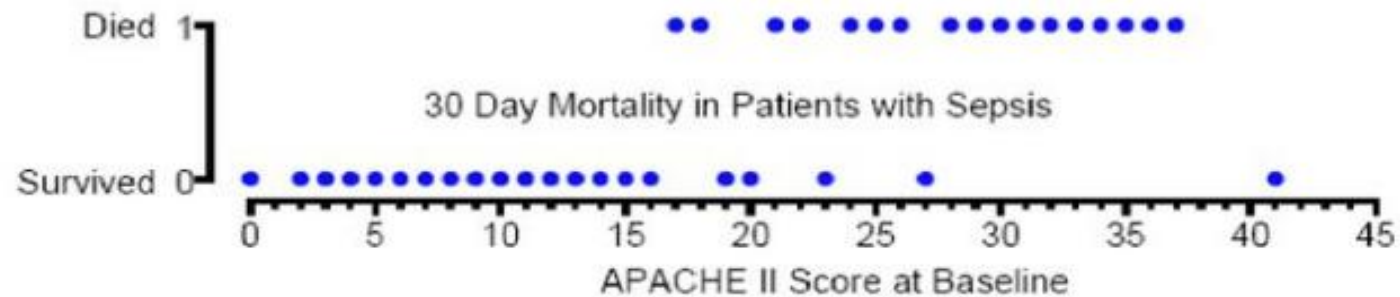 Died 1
30 Day Mortality in Patients with Sepsis
Survived 0
0 5 10 15 20 25 30 35 40 45
APACHE II Score at Baseline